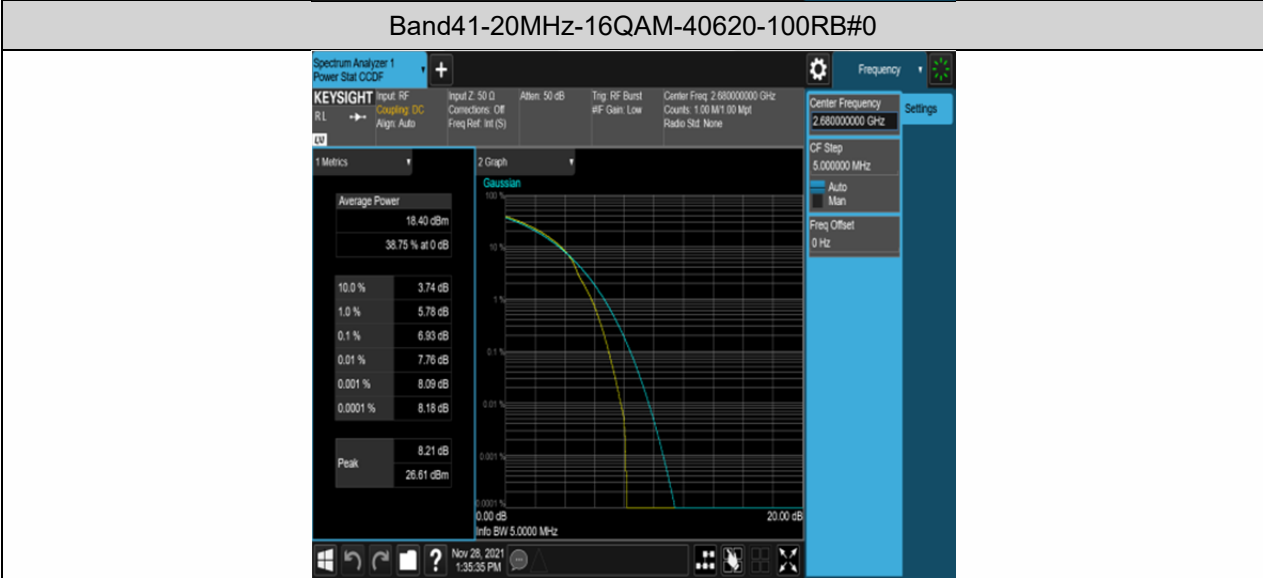 Band41-20MHz-16QAM-40620-100RB#0
Spectrum Analyzer 1
Power Stat CCDF
+
Frequency
KEYSIGHT
RL
Input: RF
Coupling: DC
Align: Auto
Input Z: 50 Ω
Corrections: Off
Freq Ref: Int (S)
Atten: 50 dB
Trig: RF Burst
#IF Gain: Low
Center Freq: 2.680000000 GHz
Counts: 1.00 M/1.00 Mpt
Radio Std: None
Center Frequency
2.680000000 GHz
Settings
CF Step
5.000000 MHz
Auto
Man
Freq Offset
0 Hz
1 Metrics
Average Power
18.40 dBm
38.75 % at 0 dB
10.0 % 3.74 dB
1.0 % 5.78 dB
0.1 % 6.93 dB
0.01 % 7.76 dB
0.001 % 8.09 dB
0.0001 % 8.18 dB
Peak
8.21 dB
26.61 dBm
2 Graph
Gaussian
100 %
10 %
1 %
0.1 %
0.01 %
0.001 %
0.0001 %
0.00 dB 20.00 dB
Info BW 5.0000 MHz
?
Nov 28, 2021
1:35:35 PM